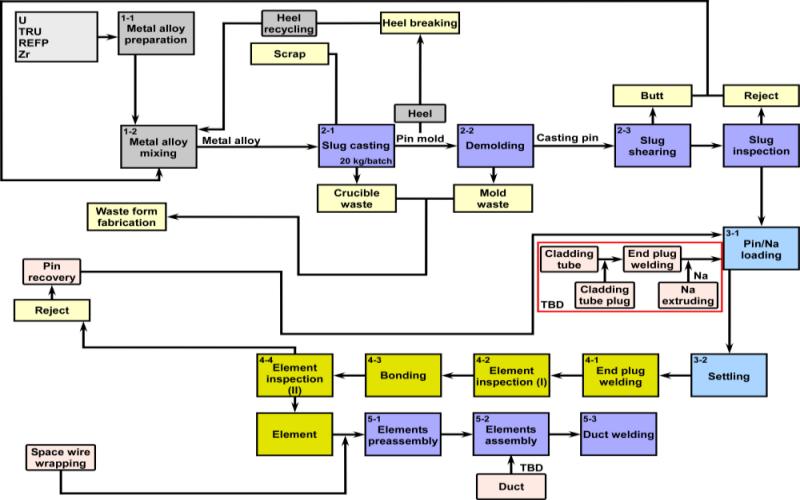 U
TRU
REFP
Zr
1-1
Metal alloy
preparation
Heel
recycling
Heel breaking
Scrap
Heel
Butt
Reject
1-2
Metal alloy
mixing
Metal alloy
2-1
Slug casting
20 kg/batch
Pin mold
2-2
Demolding
Casting pin
2-3
Slug
shearing
Slug
inspection
Crucible
waste
Mold
waste
Waste form
fabrication
3-1
Pin/Na
loading
Cladding
tube
End plug
welding
Na
Cladding
tube plug
Na
extruding
TBD
Pin
recovery
Reject
4-4
Element
inspection
(II)
4-3
Bonding
4-2
Element
inspection (I)
4-1
End plug
welding
3-2
Settling
Element
5-1
Elements
preassembly
5-2
Elements
assembly
5-3
Duct welding
Space wire
wrapping
TBD
Duct